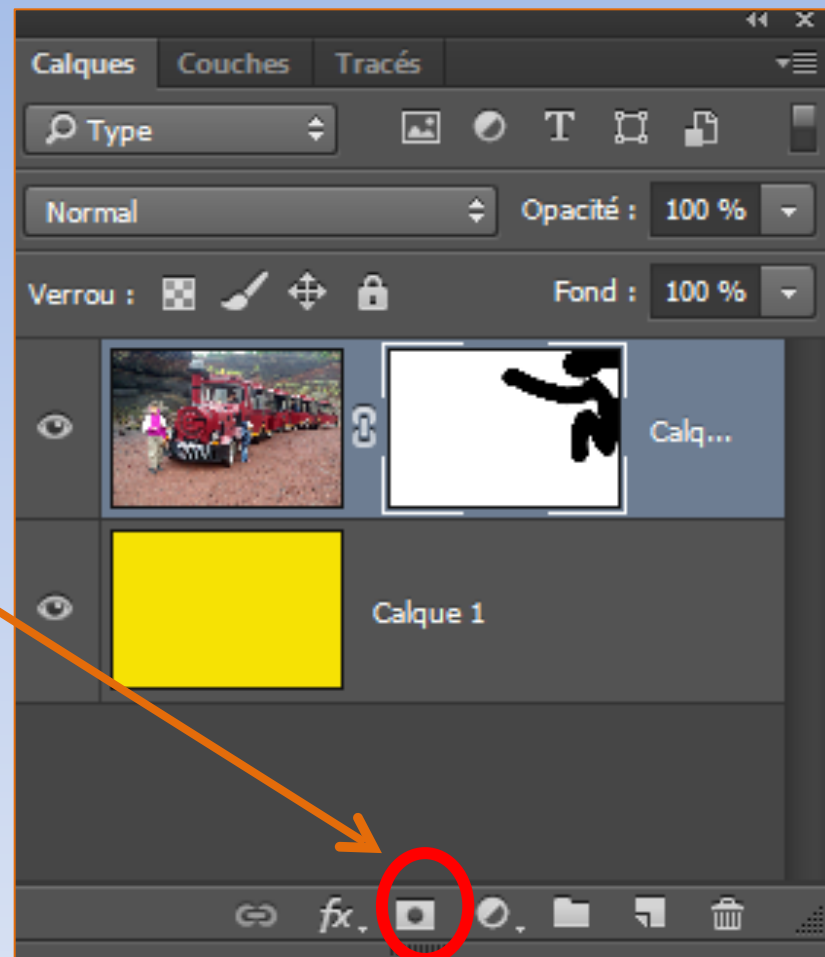 Calques Couches Tracés
Type T
Normal Opacité : 100 %
Verrou : Fond : 100 %
Calq...
Calque 1
fx.